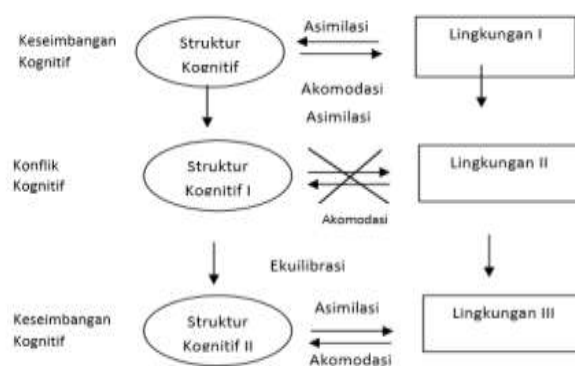 Keseimbangan
Kognitif
Struktur
Kognitif
Asimilasi
Akomodasi
Lingkungan I
Asimilasi
Konflik
Kognitif
Struktur
Kognitif I
Akomodasi
Lingkungan II
Ekuilibrasi
Keseimbangan
Kognitif
Struktur
Kognitif II
Asimilasi
Akomodasi
Lingkungan III